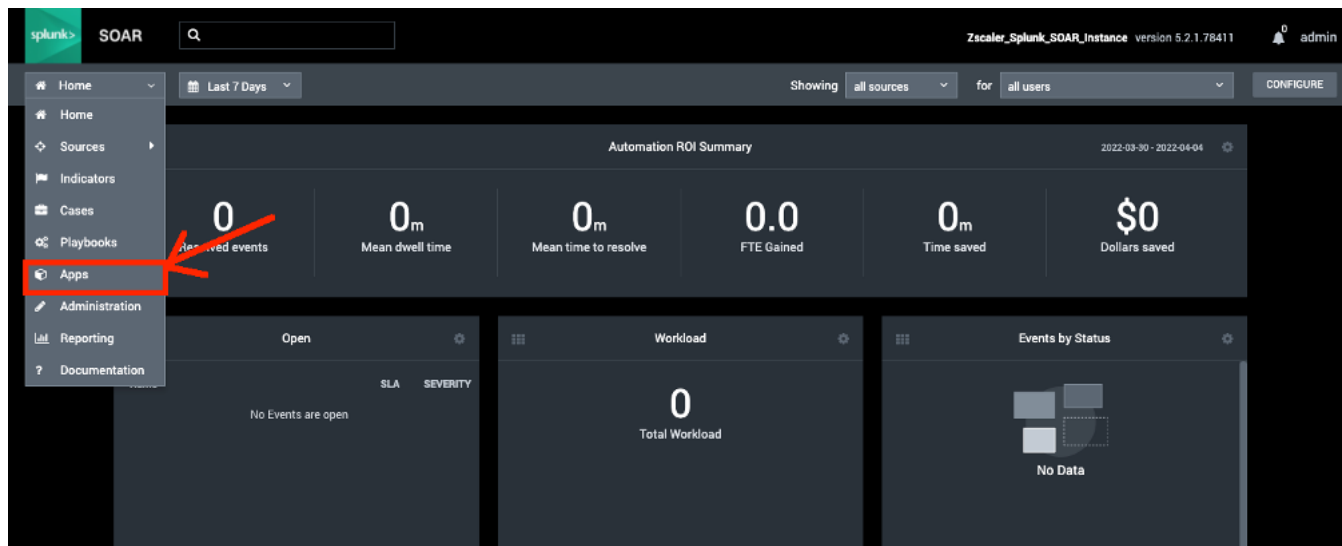 splunk> SOAR Zscaler_Splunk_SOAR_Instance version 5.2.1.78411 0 admin
Home Last 7 Days Showing all sources for all users CONFIGURE
Home
Sources
Indicators
Cases
Playbooks
Apps
Administration
Reporting
? Documentation
Automation ROI Summary 2022-03-30 - 2022-04-04
0 0m 0m 0.0 0m $0
events Mean dwell time Mean time to resolve FTE Gained Time saved Dollars saved
Open Workload Events by Status
SLA SEVERITY
No Events are open
0
Total Workload
No Data